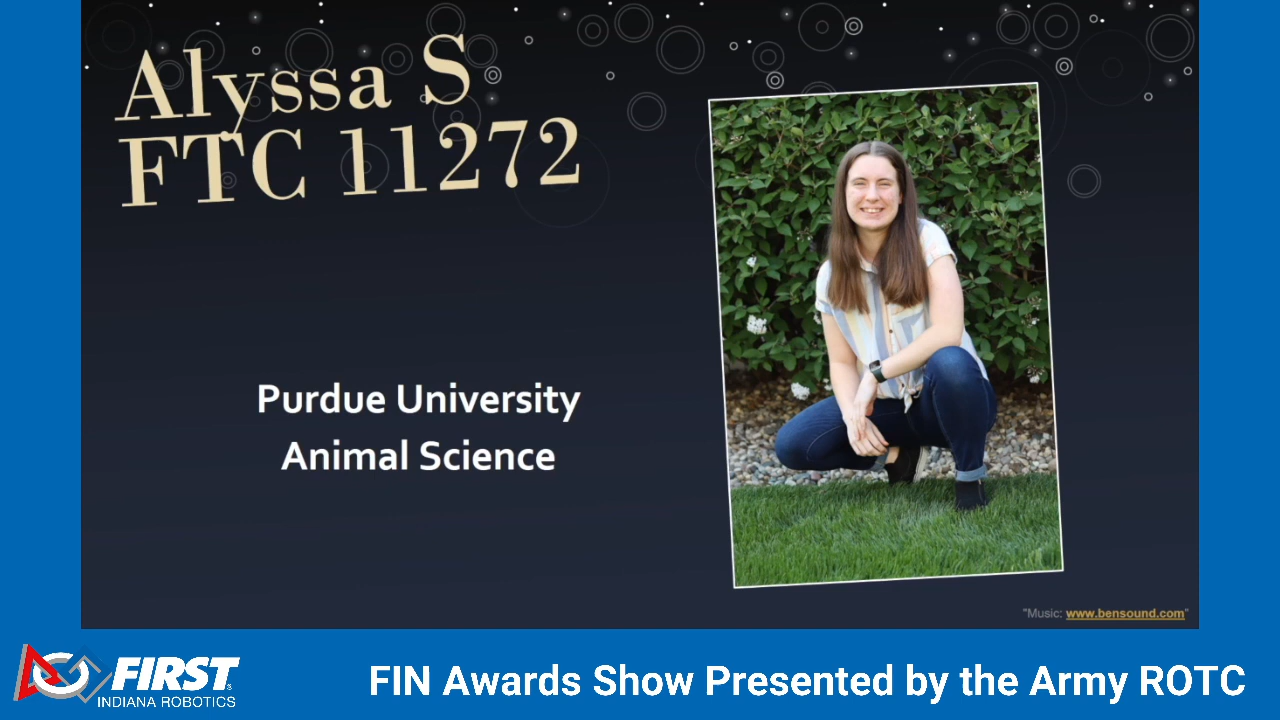 Alyssa S
FTC 11272
Purdue University
Animal Science
"Music: www.bensound.com"
FIRST
INDIANA ROBOTICS
FIN Awards Show Presented by the Army ROTC